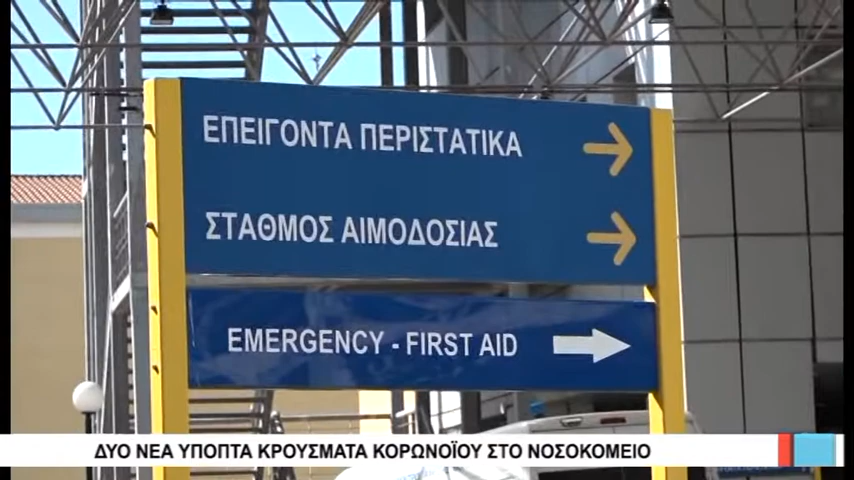 ΕΠΕΙΓΟΝΤΑ ΠΕΡΙΣΤΑΤΙΚΑ
ΣΤΑΘΜΟΣ ΑΙΜΟΔΟΣΙΑΣ
EMERGENCY - FIRST AID
ΔΥΟ ΝΕΑ ΥΠΟΠΤΑ ΚΡΟΥΣΜΑΤΑ ΚΟΡΩΝΟΪΟΥ ΣΤΟ ΝΟΣΟΚΟΜΕΙΟ